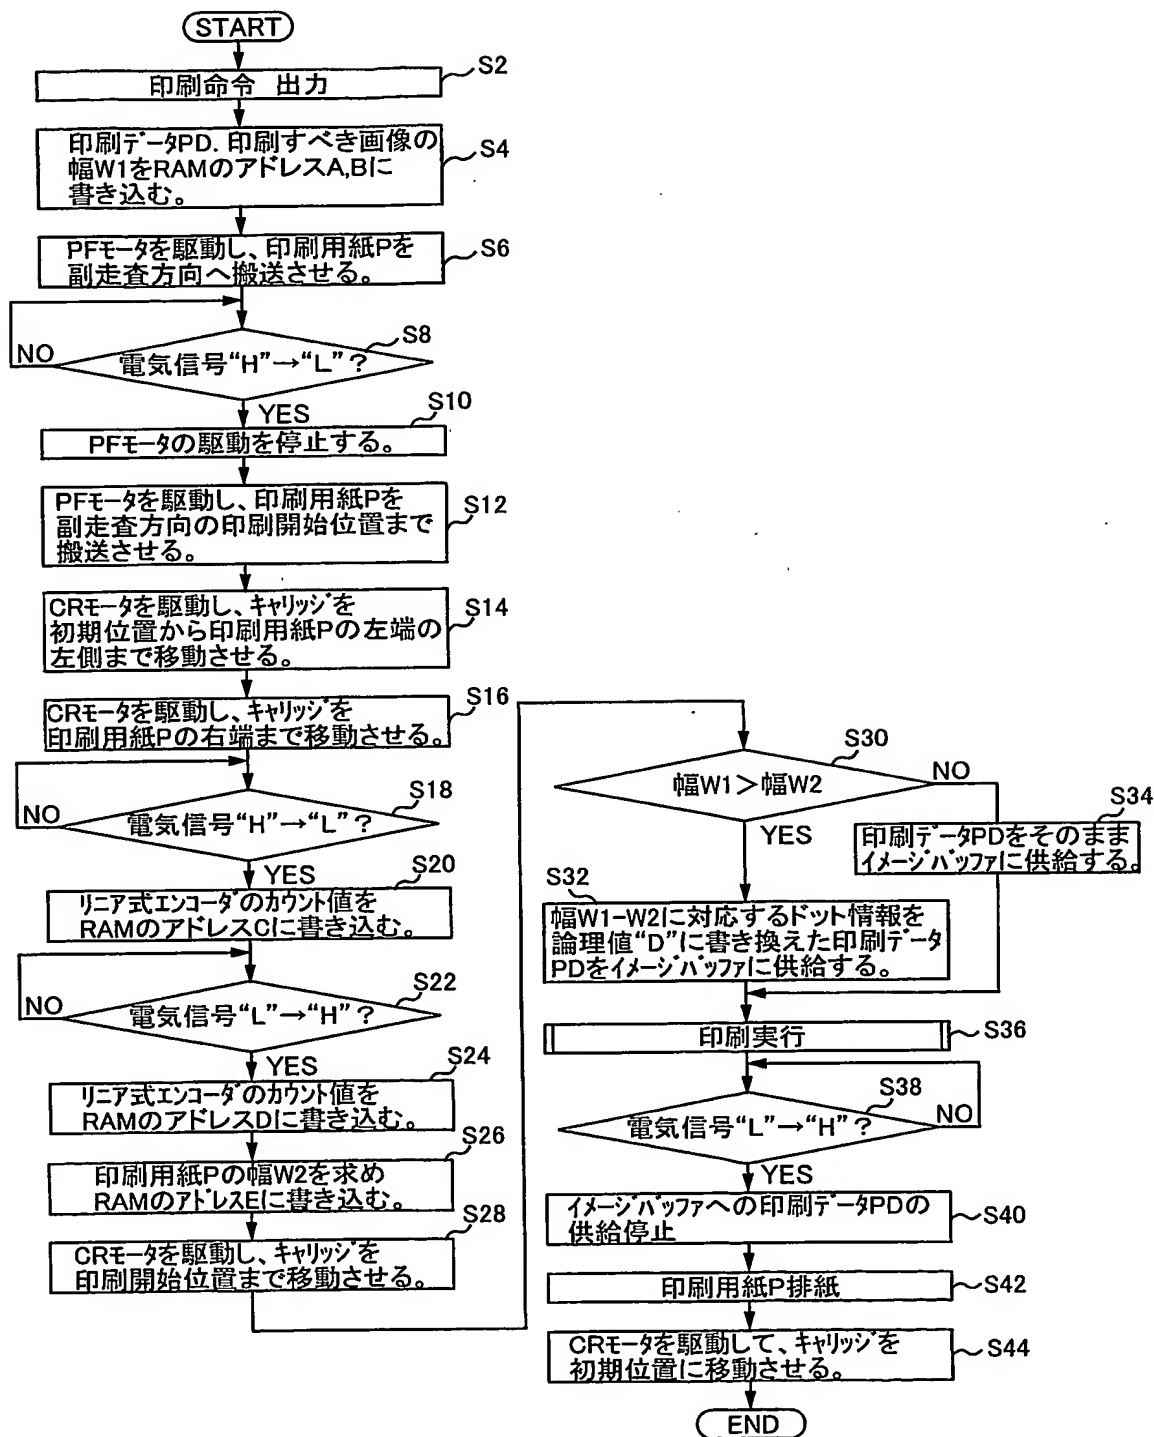 START
印刷命令 出力
S2
印刷データPD．印刷すべき画像の
幅W1をRAMのアドレスA,Bに
書き込む。
S4
PFモータを駆動し、印刷用紙Pを
副走査方向へ搬送させる。
S6
電気信号“H”→“L”？
S8
NO
YES
PFモータの駆動を停止する。
S10
PFモータを駆動し、印刷用紙Pを
副走査方向の印刷開始位置まで
搬送させる。
S12
CRモータを駆動し、キャリッジを
初期位置から印刷用紙Pの左端の
左側まで移動させる。
S14
CRモータを駆動し、キャリッジを
印刷用紙Pの右端まで移動させる。
S16
電気信号“H”→“L”？
S18
NO
YES
リニア式エンコーダのカウント値を
RAMのアドレスCに書き込む。
S20
電気信号“L”→“H”？
S22
NO
YES
リニア式エンコーダのカウント値を
RAMのアドレスDに書き込む。
S24
印刷用紙Pの幅W2を求め
RAMのアドレスEに書き込む。
S26
CRモータを駆動し、キャリッジを
印刷開始位置まで移動させる。
S28
幅W1＞幅W2
S30
NO
YES
印刷データPDをそのまま
イメージバッファに供給する。
S34
幅W1-W2に対応するドット情報を
論理値“D”に書き換えた印刷データ
PDをイメージバッファに供給する。
S32
印刷実行
S36
電気信号“L”→“H”？
S38
NO
YES
イメージバッファへの印刷データPDの
供給停止
S40
印刷用紙P排紙
S42
CRモータを駆動して、キャリッジを
初期位置に移動させる。
S44
END